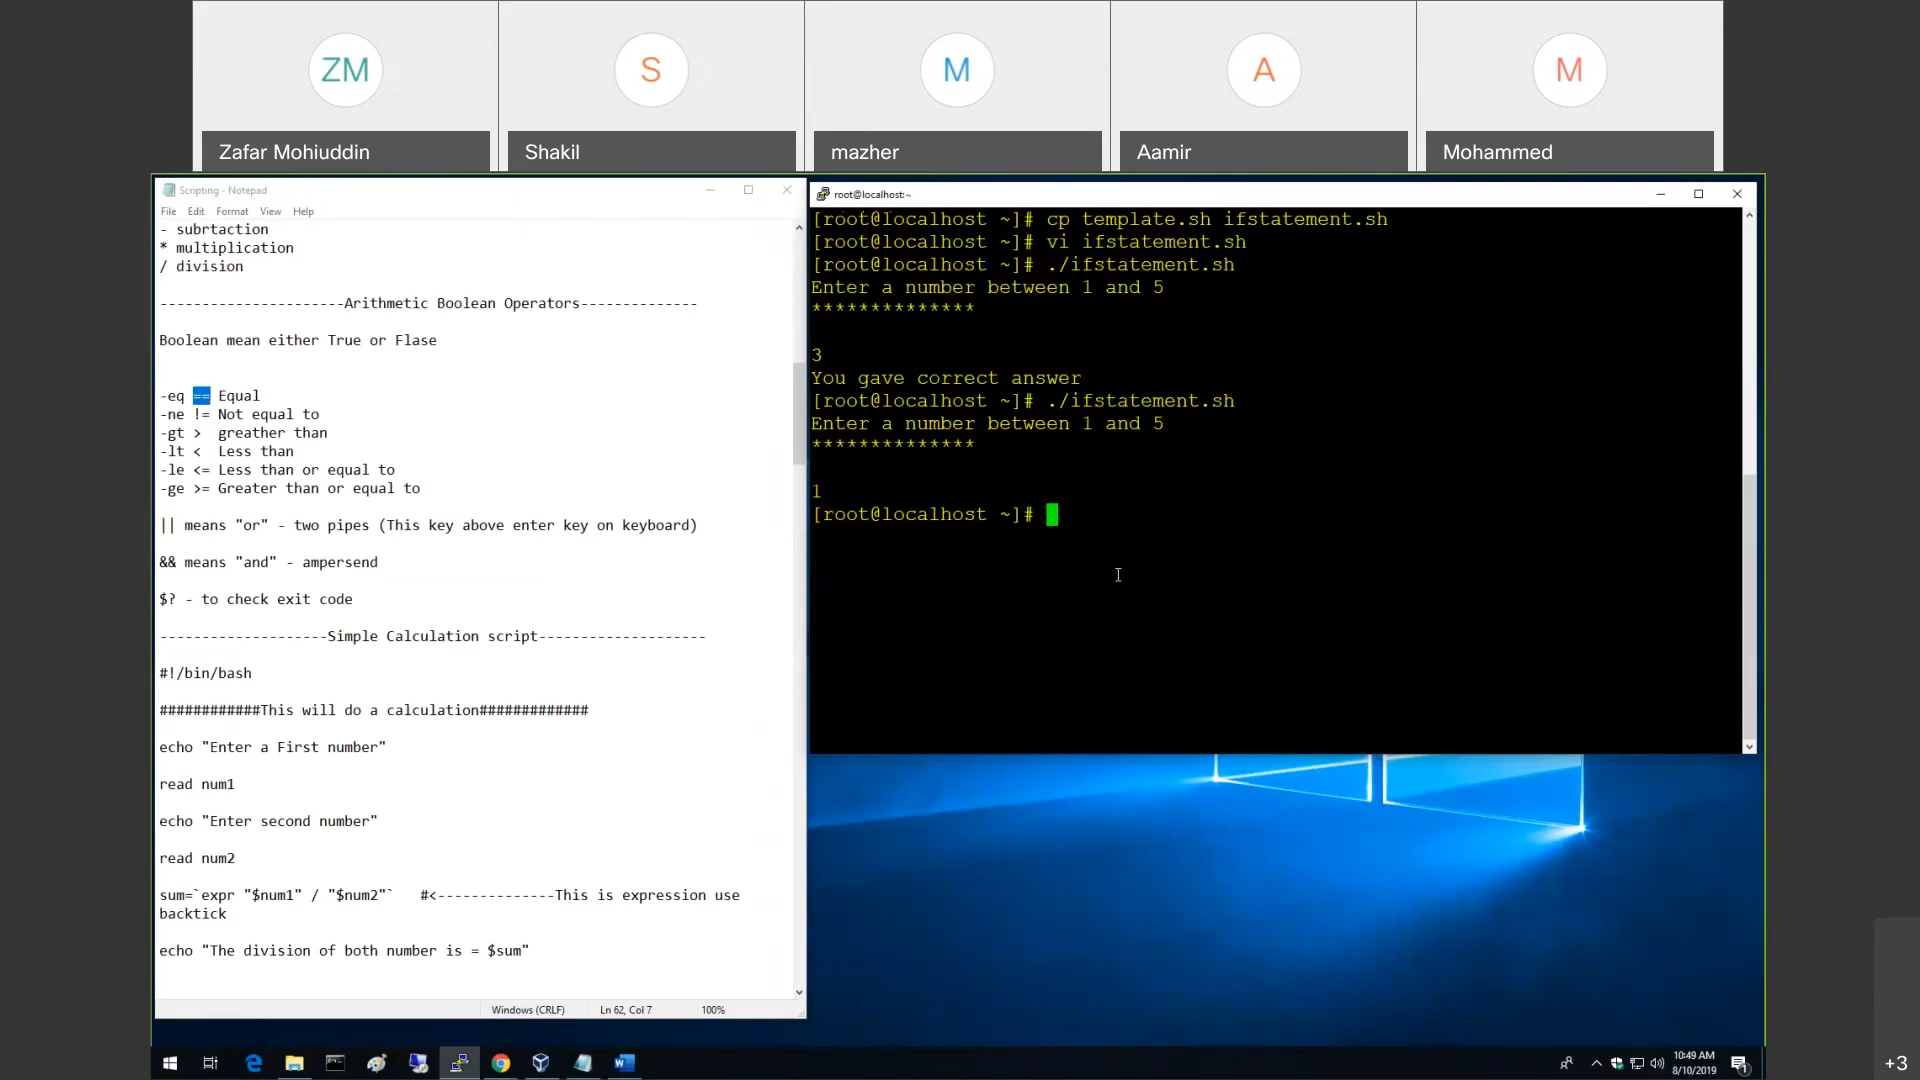 ZM
S
M
A
M
Zafar Mohiuddin
Shakil
mazher
Aamir
Mohammed
Scripting - Notepad
File Edit Format View Help
- subrtaction
* multiplication
/ division
----------------------Arithmetic Boolean Operators--------------
Boolean mean either True or Flase
-eq == Equal
-ne != Not equal to
-gt >  greather than
-lt <  Less than
-le <= Less than or equal to
-ge >= Greater than or equal to
|| means "or" - two pipes (This key above enter key on keyboard)
&& means "and" - ampersend
$? - to check exit code
--------------------Simple Calculation script--------------------
#!/bin/bash
############This will do a calculation#############
echo "Enter a First number"
read num1
echo "Enter second number"
read num2
sum=`expr "$num1" / "$num2"`   #<--------------This is expression use
backtick
echo "The division of both number is = $sum"
Windows (CRLF) Ln 62, Col 7 100%
root@localhost:~
[root@localhost ~]# cp template.sh ifstatement.sh
[root@localhost ~]# vi ifstatement.sh
[root@localhost ~]# ./ifstatement.sh
Enter a number between 1 and 5
**************
3
You gave correct answer
[root@localhost ~]# ./ifstatement.sh
Enter a number between 1 and 5
**************
1
[root@localhost ~]#
10:49 AM
8/10/2019
+3